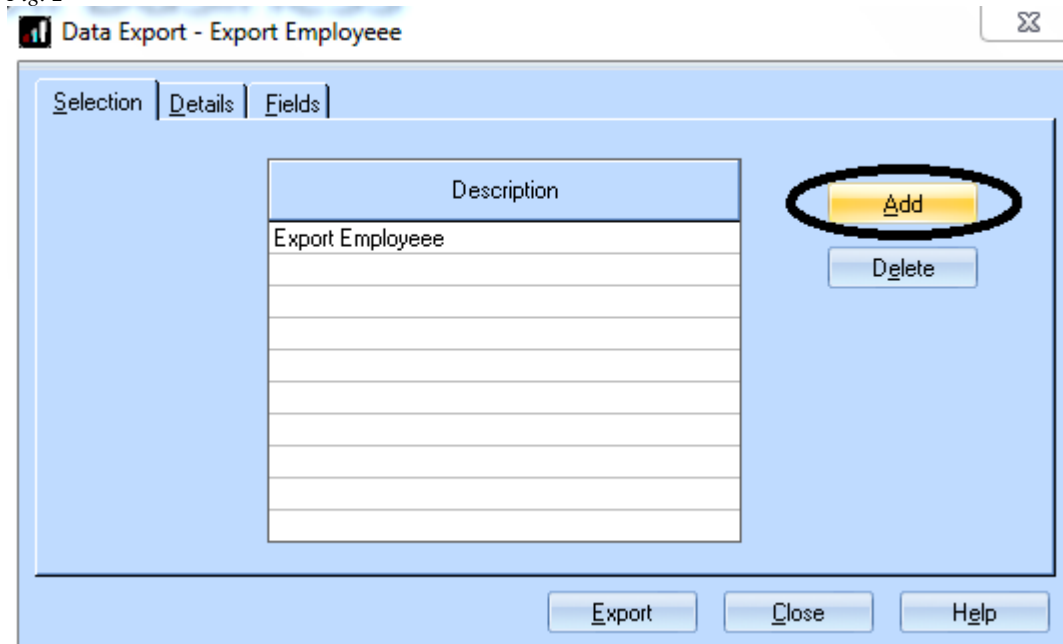 Data Export - Export Employeee
Selection Details Fields
Description
Add
Export Employeee
Delete
Export Close Help